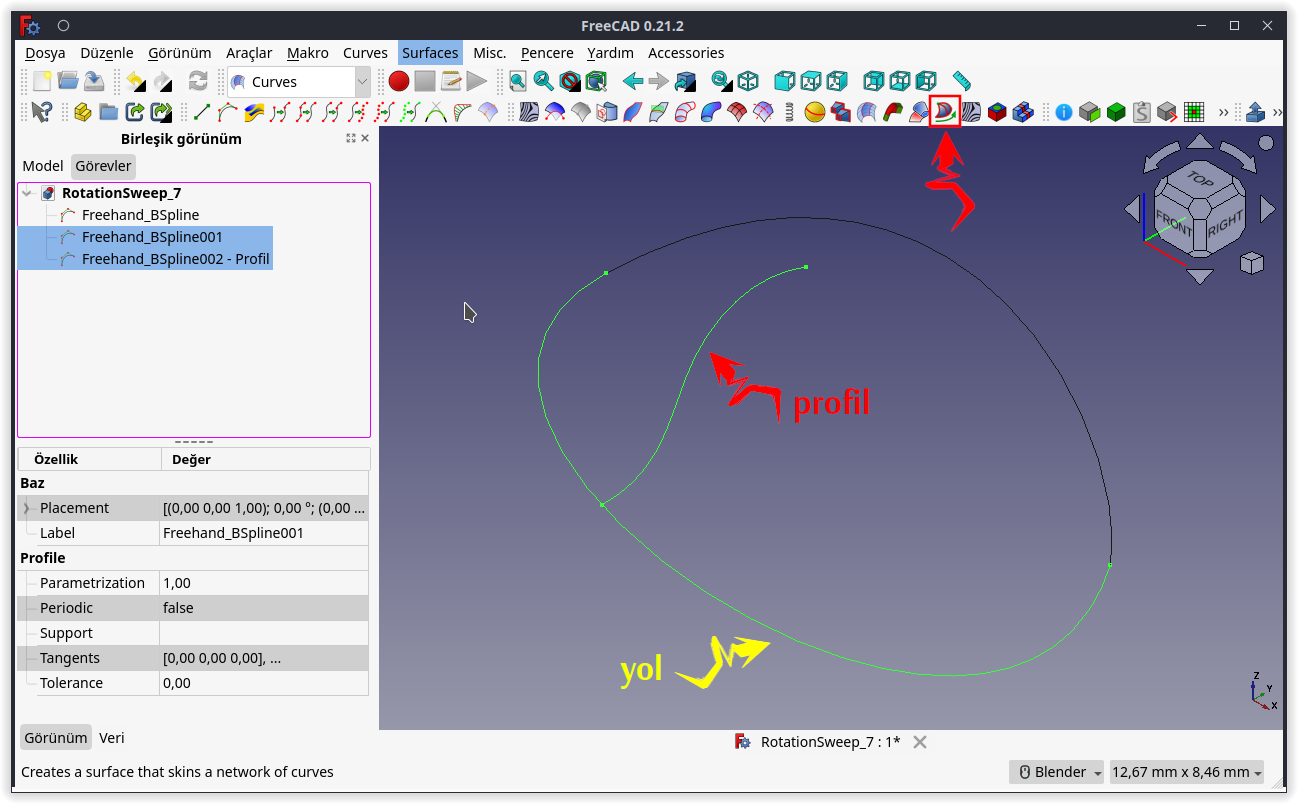 FreeCAD 0.21.2
Dosya Düzenle Görünüm Araçlar Makro Curves Surfaces Misc. Pencere Yardım Accessories
Curves
Birleşik görünüm
Model Görevler
RotationSweep_7
Freehand_BSpline
Freehand_BSpline001
Freehand_BSpline002 - Profil
Özellik Değer
Baz
Placement [(0,00 0,00 1,00); 0,00 °; (0,00 ...
Label Freehand_BSpline001
Profile
Parametrization 1,00
Periodic false
Support
Tangents [0,00 0,00 0,00], ...
Tolerance 0,00
Görünüm Veri
TOP
FRONT RIGHT
profil
yol
Z
Y
X
RotationSweep_7 : 1*
Creates a surface that skins a network of curves
Blender 12,67 mm x 8,46 mm